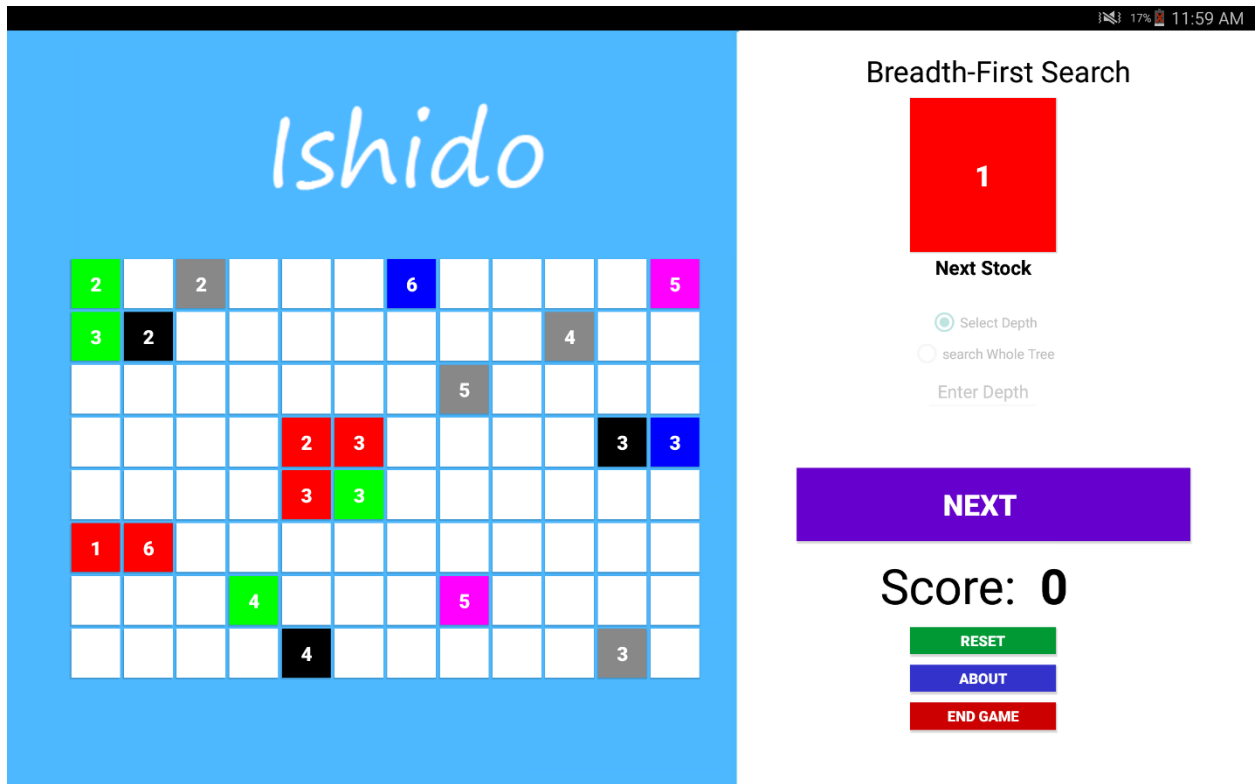 17% 11:59 AM
Ishido
2 2 6 5
3 2 4
5
2 3 3 3
3 3
1 6
4 5
4 3
Breadth-First Search
1
Next Stock
Select Depth
search Whole Tree
Enter Depth
NEXT
Score: 0
RESET
ABOUT
END GAME